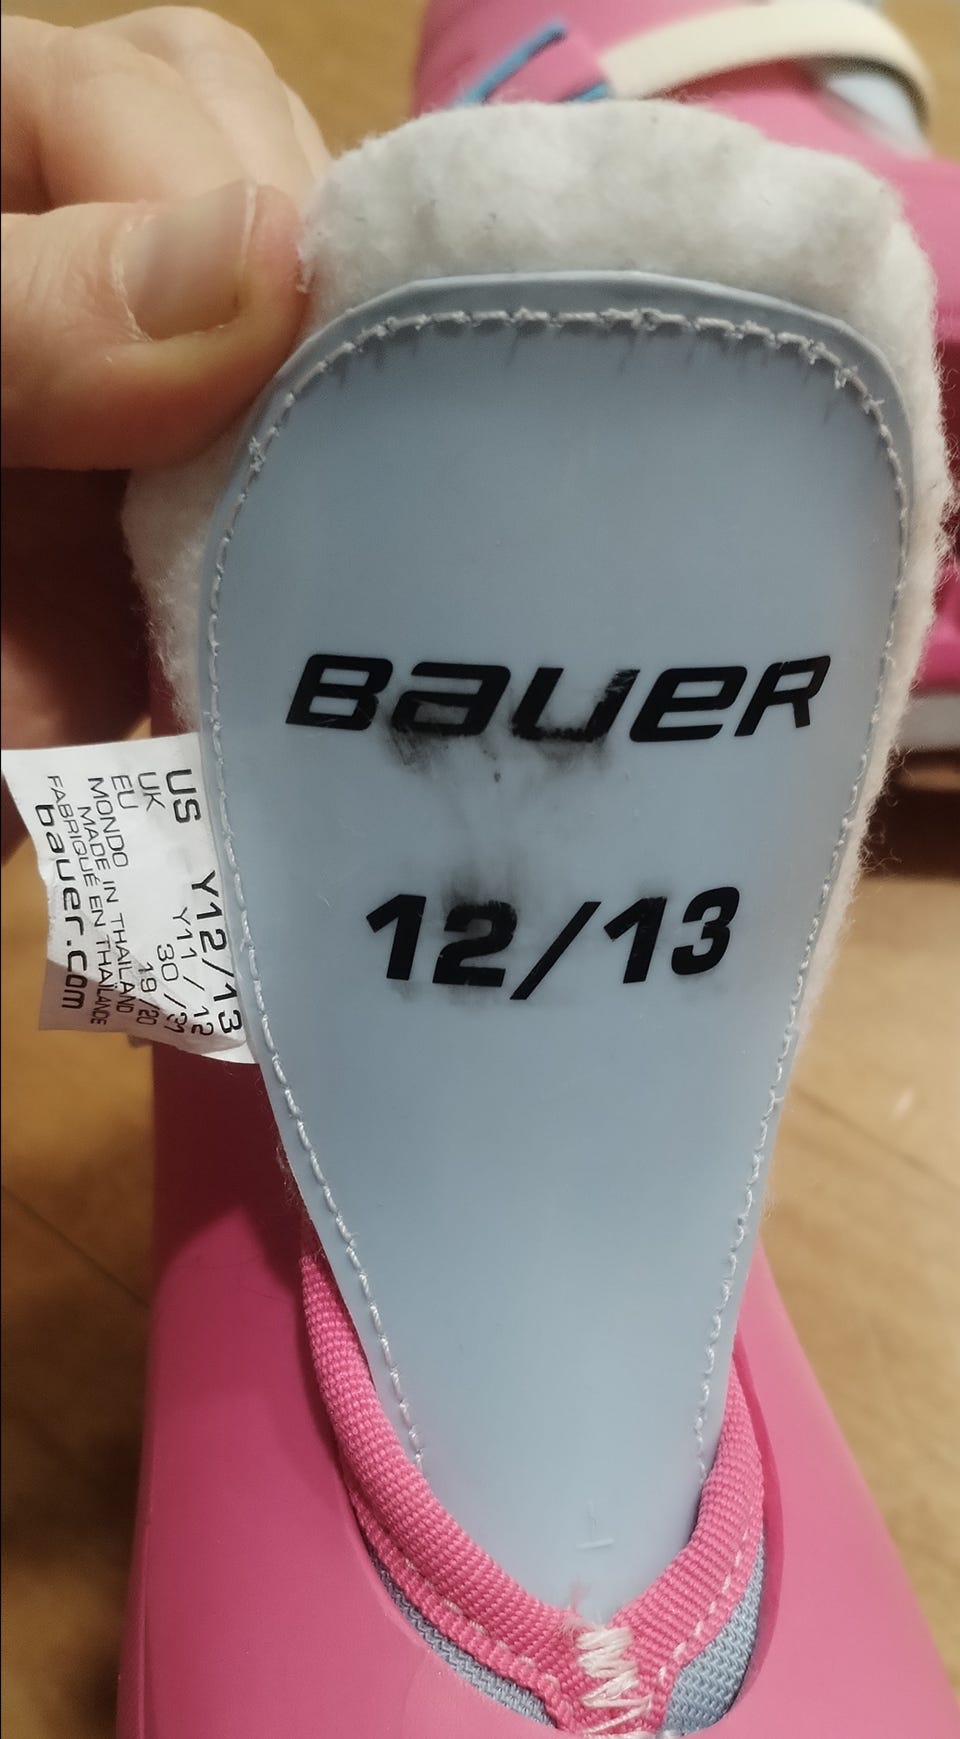 BAUER
12/13
US Y12/13
UK Y11/12
EU 30/31
MONDO 19/20
MADE IN THAILAND
FABRIQUÉ EN THAÏLANDE
bauer.com